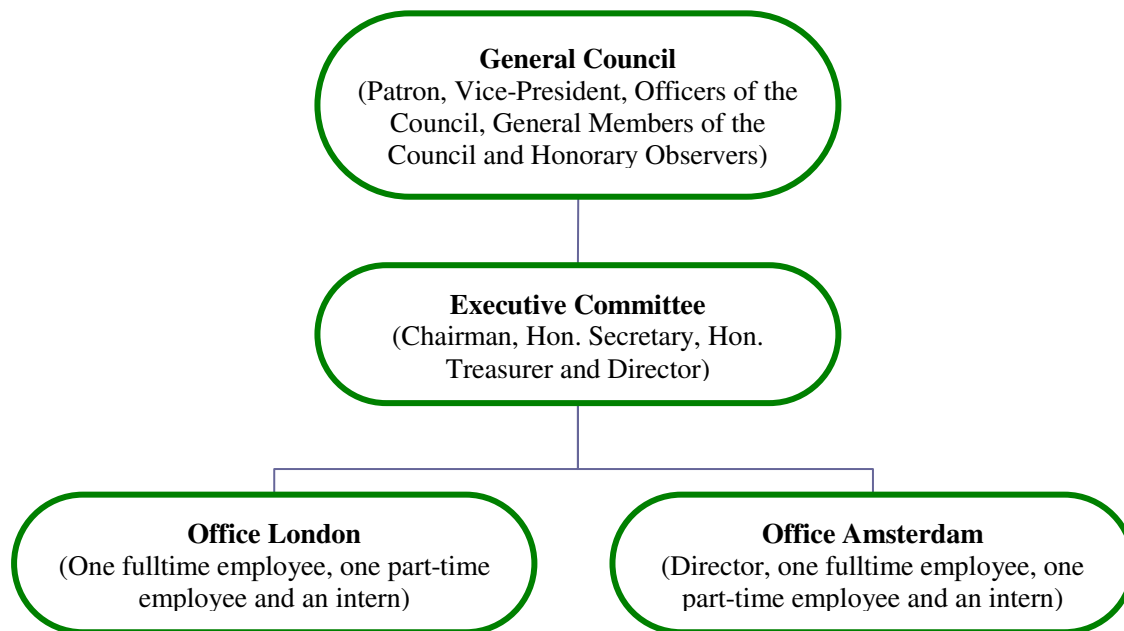 General Council
(Patron, Vice-President, Officers of the
Council, General Members of the
Council and Honorary Observers)
Executive Committee
(Chairman, Hon. Secretary, Hon.
Treasurer and Director)
Office London
(One fulltime employee, one part-time
employee and an intern)
Office Amsterdam
(Director, one fulltime employee, one
part-time employee and an intern)